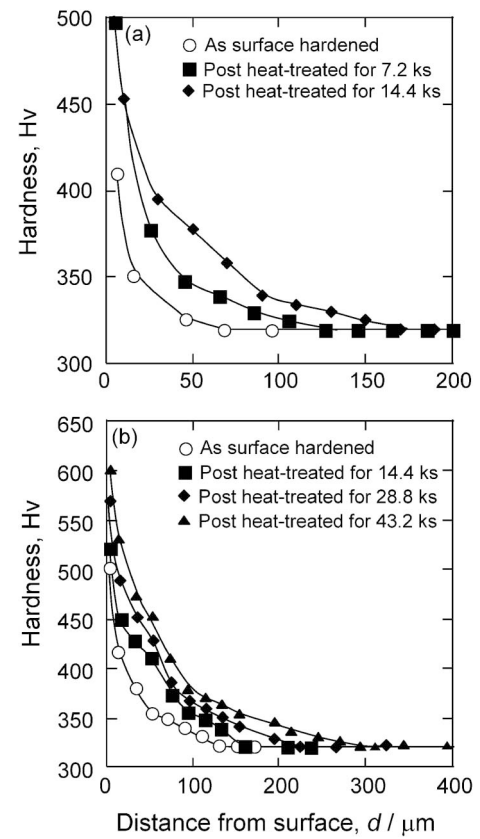 500
(a)
As surface hardened
Post heat-treated for 7.2 ks
Post heat-treated for 14.4 ks
450
400
350
300
Hardness, Hv
0 50 100 150 200
650
(b)
As surface hardened
Post heat-treated for 14.4 ks
Post heat-treated for 28.8 ks
Post heat-treated for 43.2 ks
600
550
500
450
400
350
300
Hardness, Hv
0 100 200 300 400
Distance from surface, d / μm